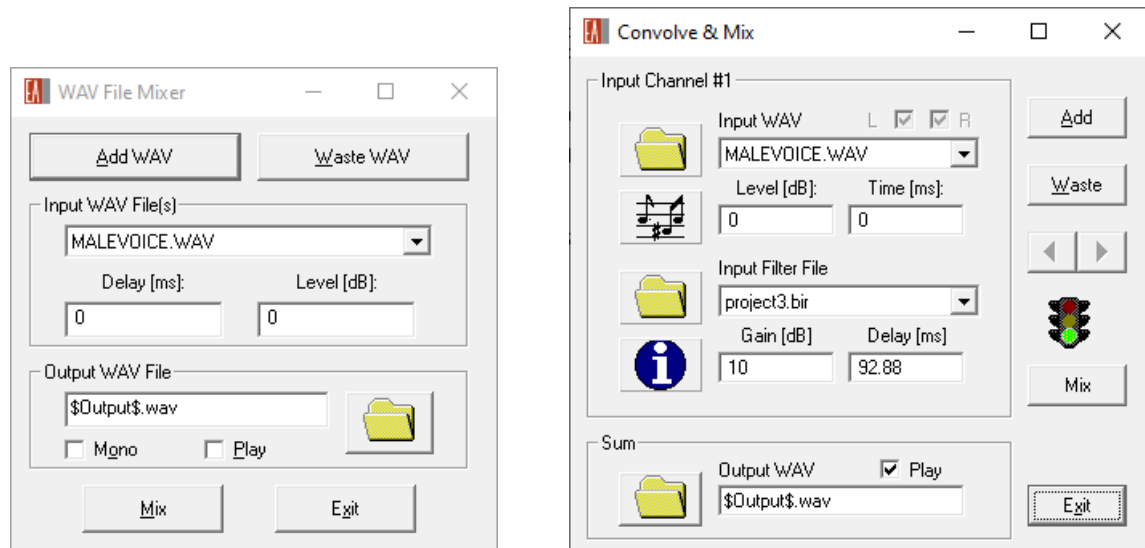 EA WAV File Mixer
Add WAV
Waste WAV
Input WAV File(s)
MALEVOICE.WAV
Delay [ms]:
Level [dB]:
0
0
Output WAV File
$Output$.wav
Mono
Play
Mix
Exit
EA Convolve & Mix
Input Channel #1
Input WAV
L
R
MALEVOICE.WAV
Level [dB]:
Time [ms]:
0
0
Input Filter File
project3.bir
Gain [dB]
Delay [ms]
10
92.88
Add
Waste
Mix
Sum
Output WAV
Play
$Output$.wav
Exit